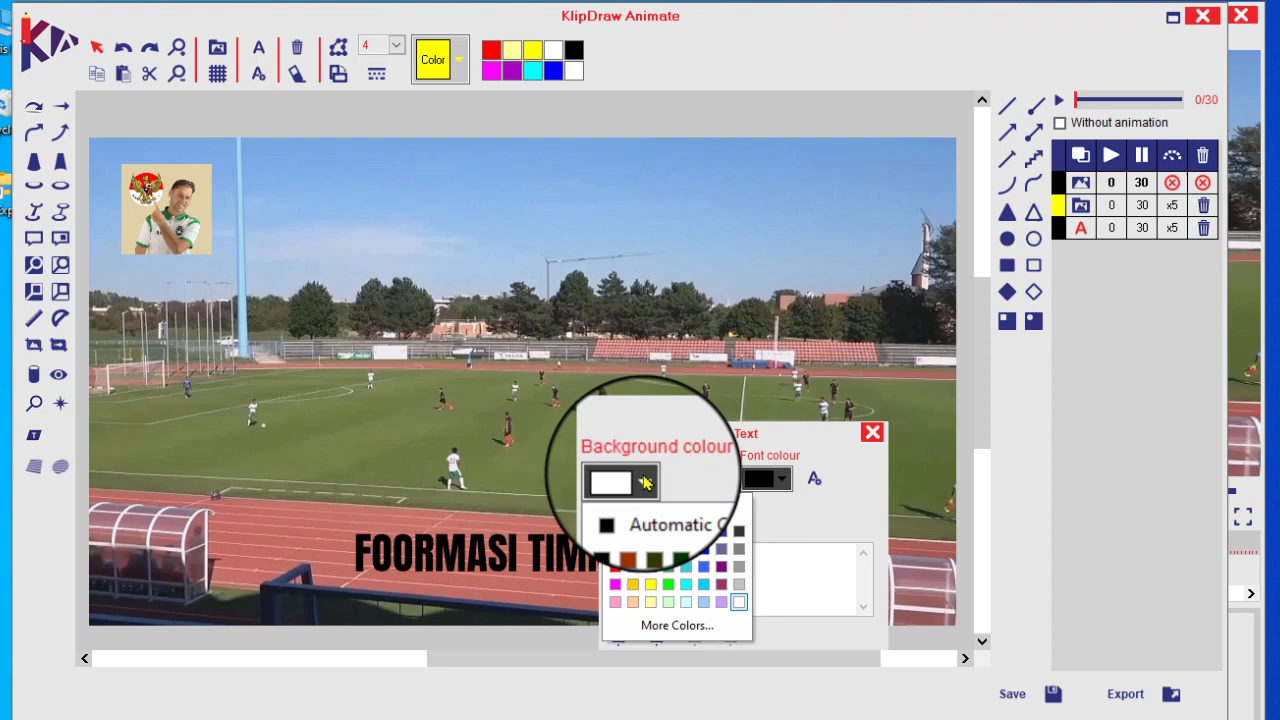 KlipDraw Animate
A
4
Color
A
0/30
Without animation
0 30
0 30 x5
A 0 30 x5
Text
Background colour
Font colour
A
Automatic C
More Colors...
FOORMASI TIM
T
Save
Export